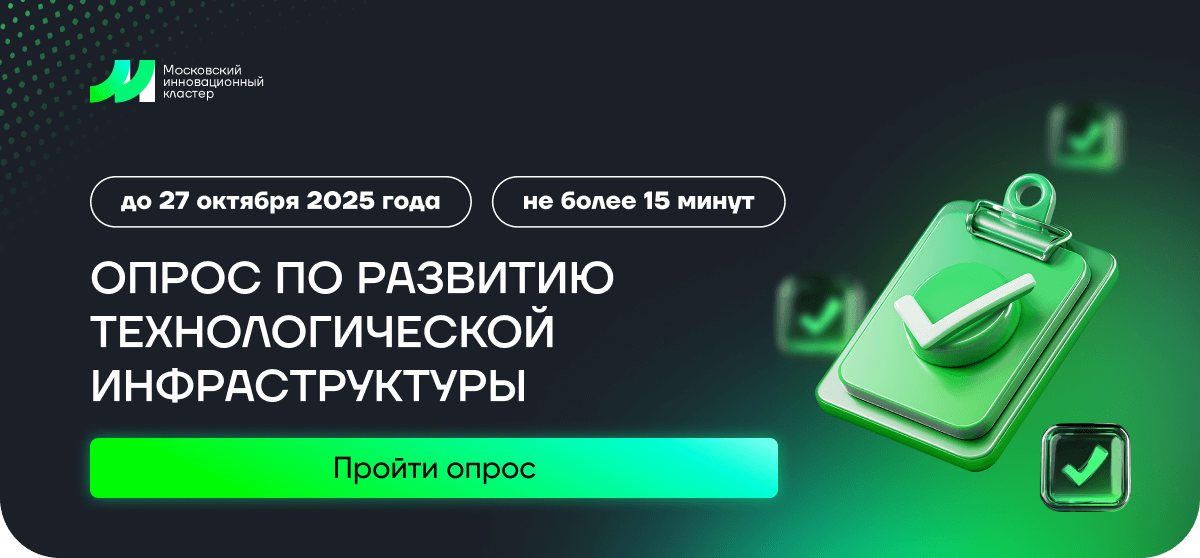 Московский
инновационный
кластер
до 27 октября 2025 года
не более 15 минут
ОПРОС ПО РАЗВИТИЮ
ТЕХНОЛОГИЧЕСКОЙ
ИНФРАСТРУКТУРЫ
Пройти опрос